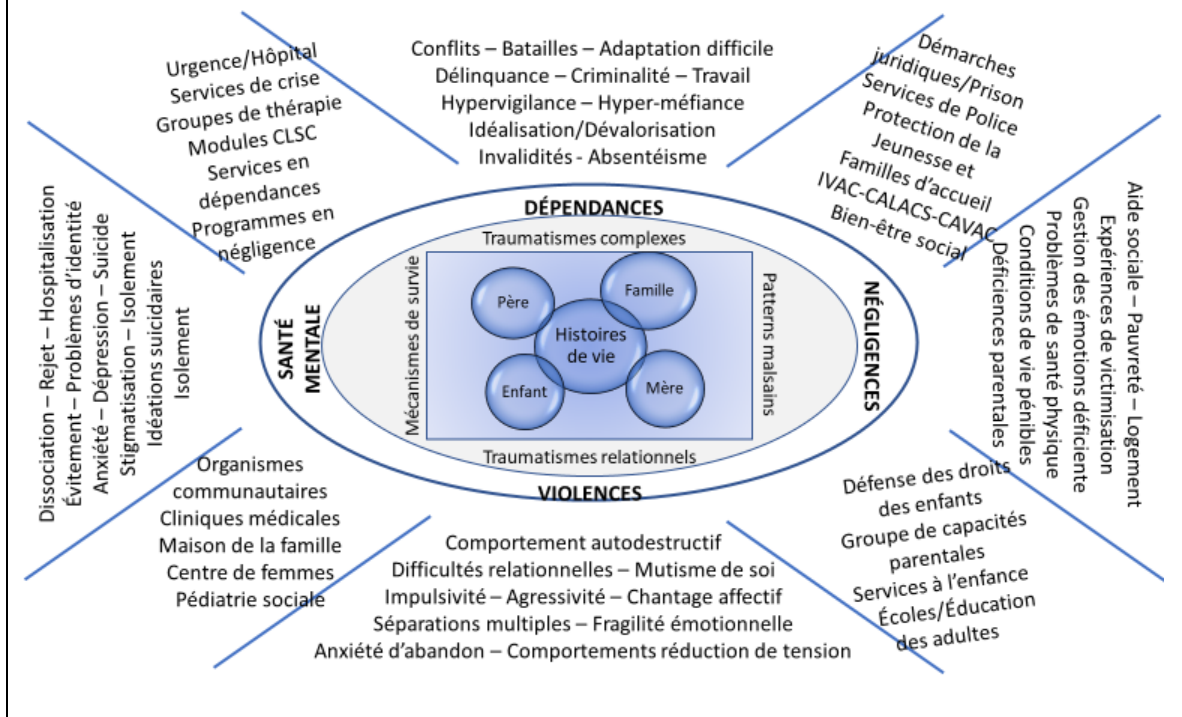 Urgence/Hôpital
Services de crise
Groupes de thérapie
Modules CLSC
Services en
dépendances
Programmes en
négligence
Conflits – Batailles – Adaptation difficile
Délinquance – Criminalité – Travail
Hypervigilance – Hyper-méfiance
Idéalisation/Dévalorisation
Invalidités - Absentéisme
Démarches
juridiques/Prison
Services de Police
Protection de la
Jeunesse et
Familles d'accueil
IVAC-CALACS-CAVAC
Bien-être social
Dissociation – Rejet – Hospitalisation
Évitement – Problèmes d'identité
Anxiété – Dépression – Suicide
Stigmatisation – Isolement
Idéations suicidaires
Isolement
DÉPENDANCES
Traumatismes complexes
SANTÉ
MENTALE
Mécanismes de survie
Père
Famille
Histoires
de vie
Enfant
Mère
Patterns malsains
NÉGLIGENCES
Traumatismes relationnels
VIOLENCES
Aide sociale – Pauvreté – Logement
Expériences de victimisation
Gestion des émotions déficiente
Problèmes de santé physique
Conditions de vie pénibles
Déficiences parentales
Organismes
communautaires
Cliniques médicales
Maison de la famille
Centre de femmes
Pédiatrie sociale
Comportement autodestructif
Difficultés relationnelles – Mutisme de soi
Impulsivité – Agressivité – Chantage affectif
Séparations multiples – Fragilité émotionnelle
Anxiété d'abandon – Comportements réduction de tension
Défense des droits
des enfants
Groupe de capacités
parentales
Services à l'enfance
Écoles/Éducation
des adultes